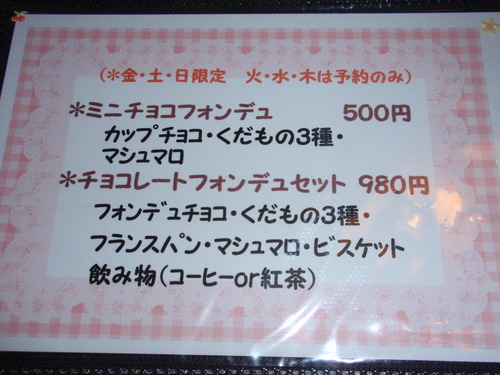 (＊金・土・日限定　火・水・木は予約のみ)
＊ミニチョコフォンデュ　500円
カップチョコ・くだもの3種・
マシュマロ
＊チョコレートフォンデュセット 980円
フォンデュチョコ・くだもの3種・
フランスパン・マシュマロ・ビスケット
飲み物(コーヒーor紅茶)